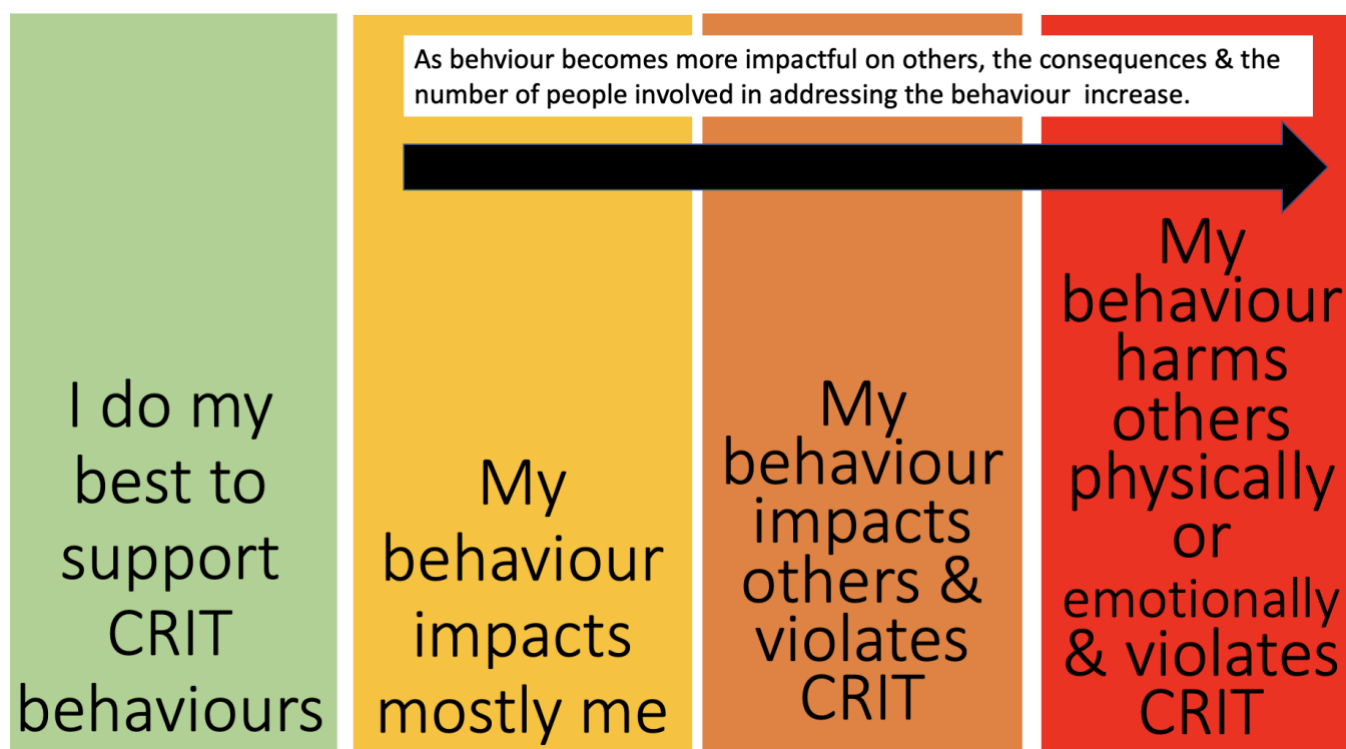 As behviour becomes more impactful on others, the consequences & the
number of people involved in addressing the behaviour increase.
I do my
best to
support
CRIT
behaviours
My
behaviour
impacts
mostly me
My
behaviour
impacts
others &
violates
CRIT
My
behaviour
harms
others
physically
or
emotionally
& violates
CRIT